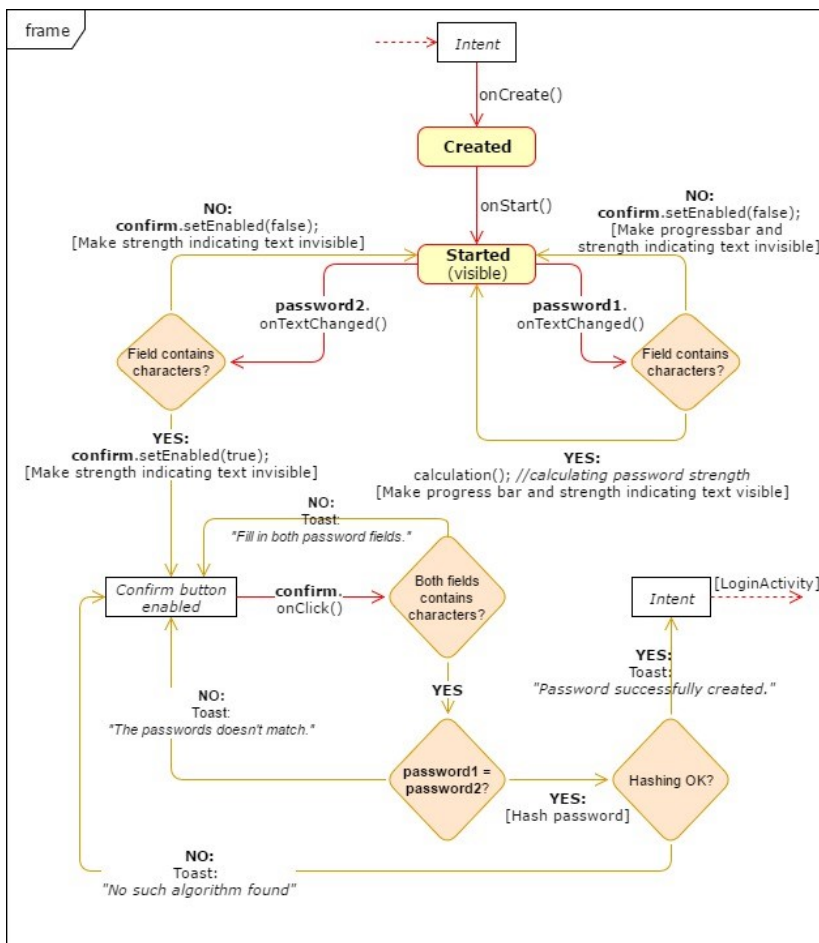 frame
Intent
onCreate()
Created
onStart()
NO:
confirm.setEnabled(false);
[Make strength indicating text invisible]
NO:
confirm.setEnabled(false);
[Make progressbar and
strength indicating text invisible]
Started
(visible)
password2.
onTextChanged()
password1.
onTextChanged()
Field contains
characters?
Field contains
characters?
YES:
confirm.setEnabled(true);
[Make strength indicating text invisible]
YES:
calculation(); //calculating password strength
[Make progress bar and strength indicating text visible]
NO:
Toast:
"Fill in both password fields."
Confirm button
enabled
confirm.
onClick()
Both fields
contains
characters?
Intent
[LoginActivity]
YES:
Toast:
"Password successfully created."
YES
NO:
Toast:
"The passwords doesn't match."
password1 =
password2?
YES:
[Hash password]
Hashing OK?
NO:
Toast:
"No such algorithm found"